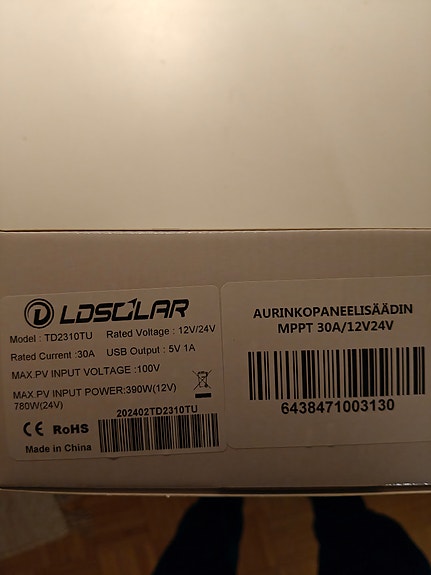 LDSOLAR
Model : TD2310TU Rated Voltage : 12V/24V
Rated Current :30A USB Output : 5V 1A
MAX.PV INPUT VOLTAGE :100V
MAX.PV INPUT POWER:390W(12V)
780W(24V)
202402TD2310TU
CE RoHS
Made in China
AURINKOPANEELISÄÄDIN
MPPT 30A/12V24V
6438471003130